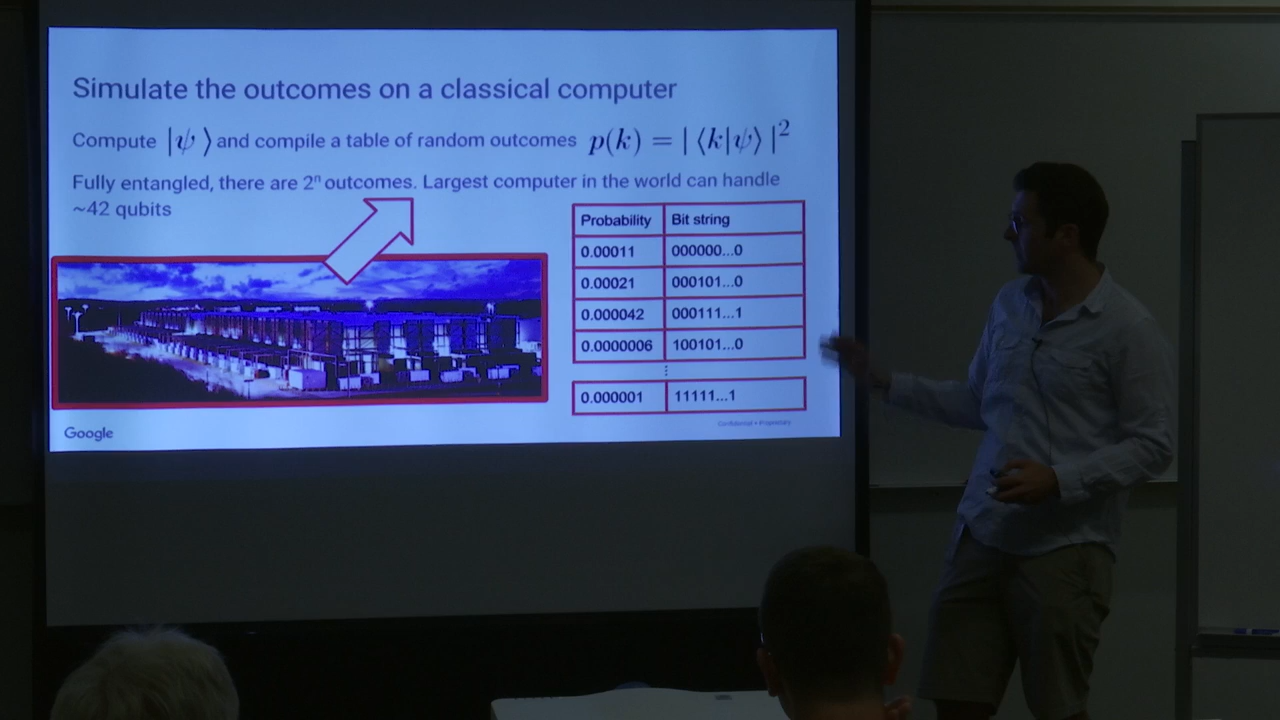 Simulate the outcomes on a classical computer
Compute |ψ⟩ and compile a table of random outcomes p(k) = |⟨k|ψ⟩|²
Fully entangled, there are 2ⁿ outcomes. Largest computer in the world can handle
~42 qubits
Probability Bit string
0.00011 000000...0
0.00021 000101...0
0.000042 000111...1
0.0000006 100101...0
⋮
0.000001 11111...1
Confidential • Proprietary
Google